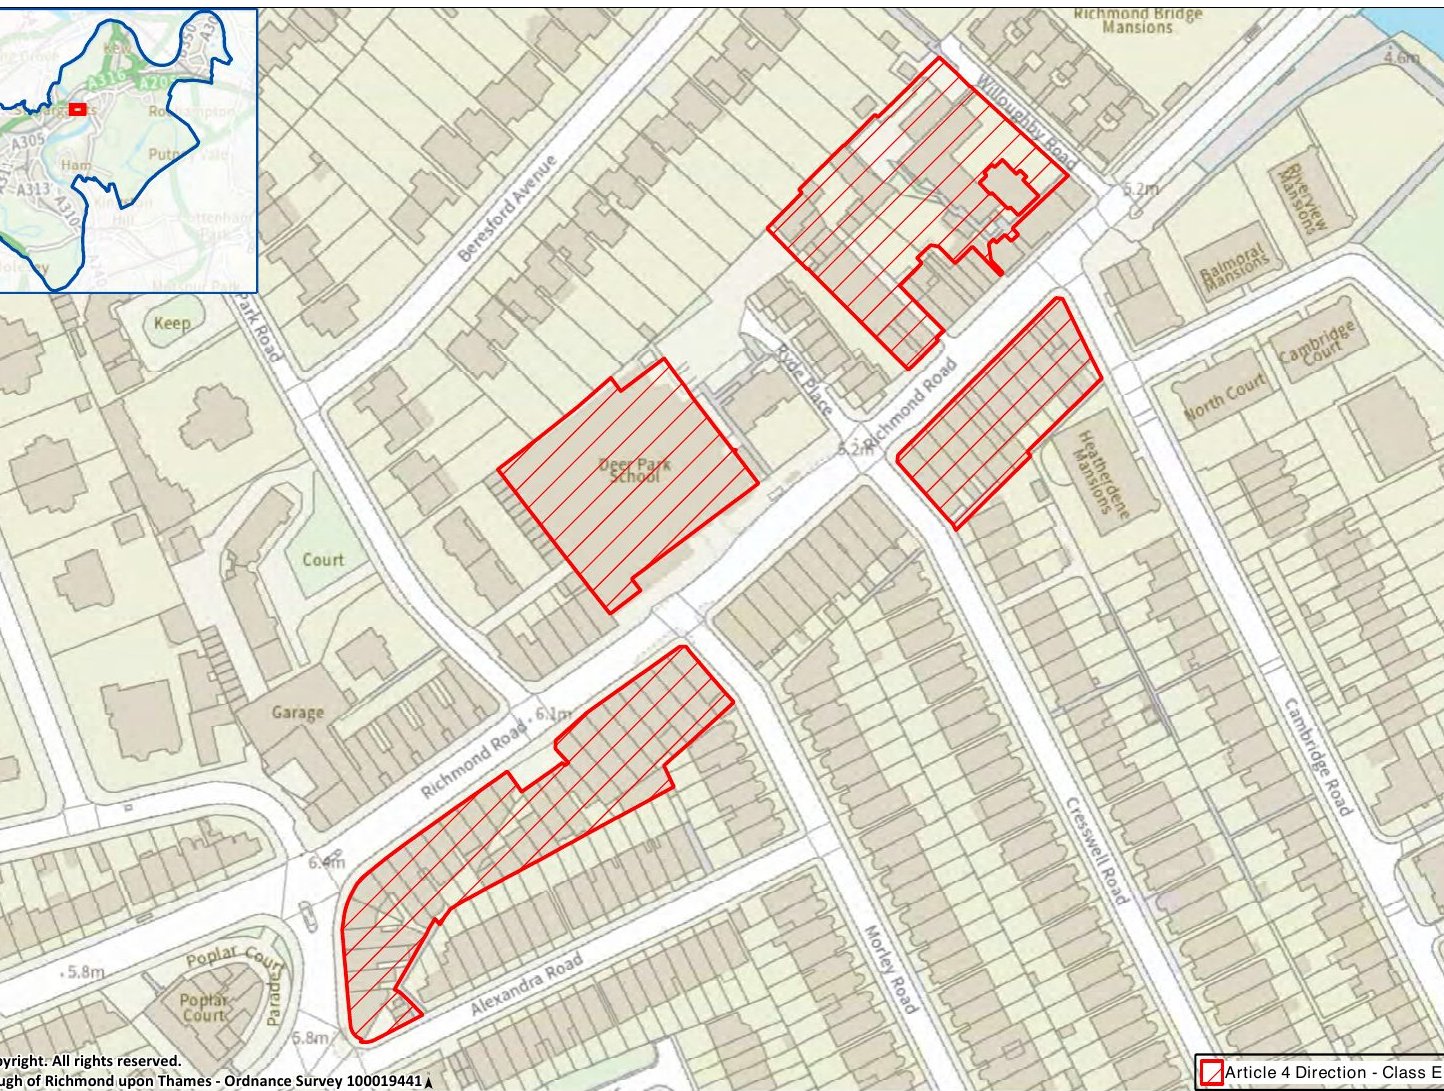 Richmond Bridge
Mansions
4.6m
Willoughby Road
5.2m
Riverview
Mansions
Balmoral
Mansions
Kew
A316
A205
A305
Ham
A313
A310
Beresford Avenue
Keep
Park Road
Cambridge
Court
North Court
Ryde Place
Richmond Road
5.2m
Heatherdene
Mansions
Deer Park
School
Court
Garage
6.1m
Richmond Road
Cambridge Road
Cresswell Road
6.4m
Morley Road
Alexandra Road
Poplar Court
Parade
5.8m
Poplar
Court
5.8m
pyright. All rights reserved.
ugh of Richmond upon Thames - Ordnance Survey 100019441
Article 4 Direction - Class E